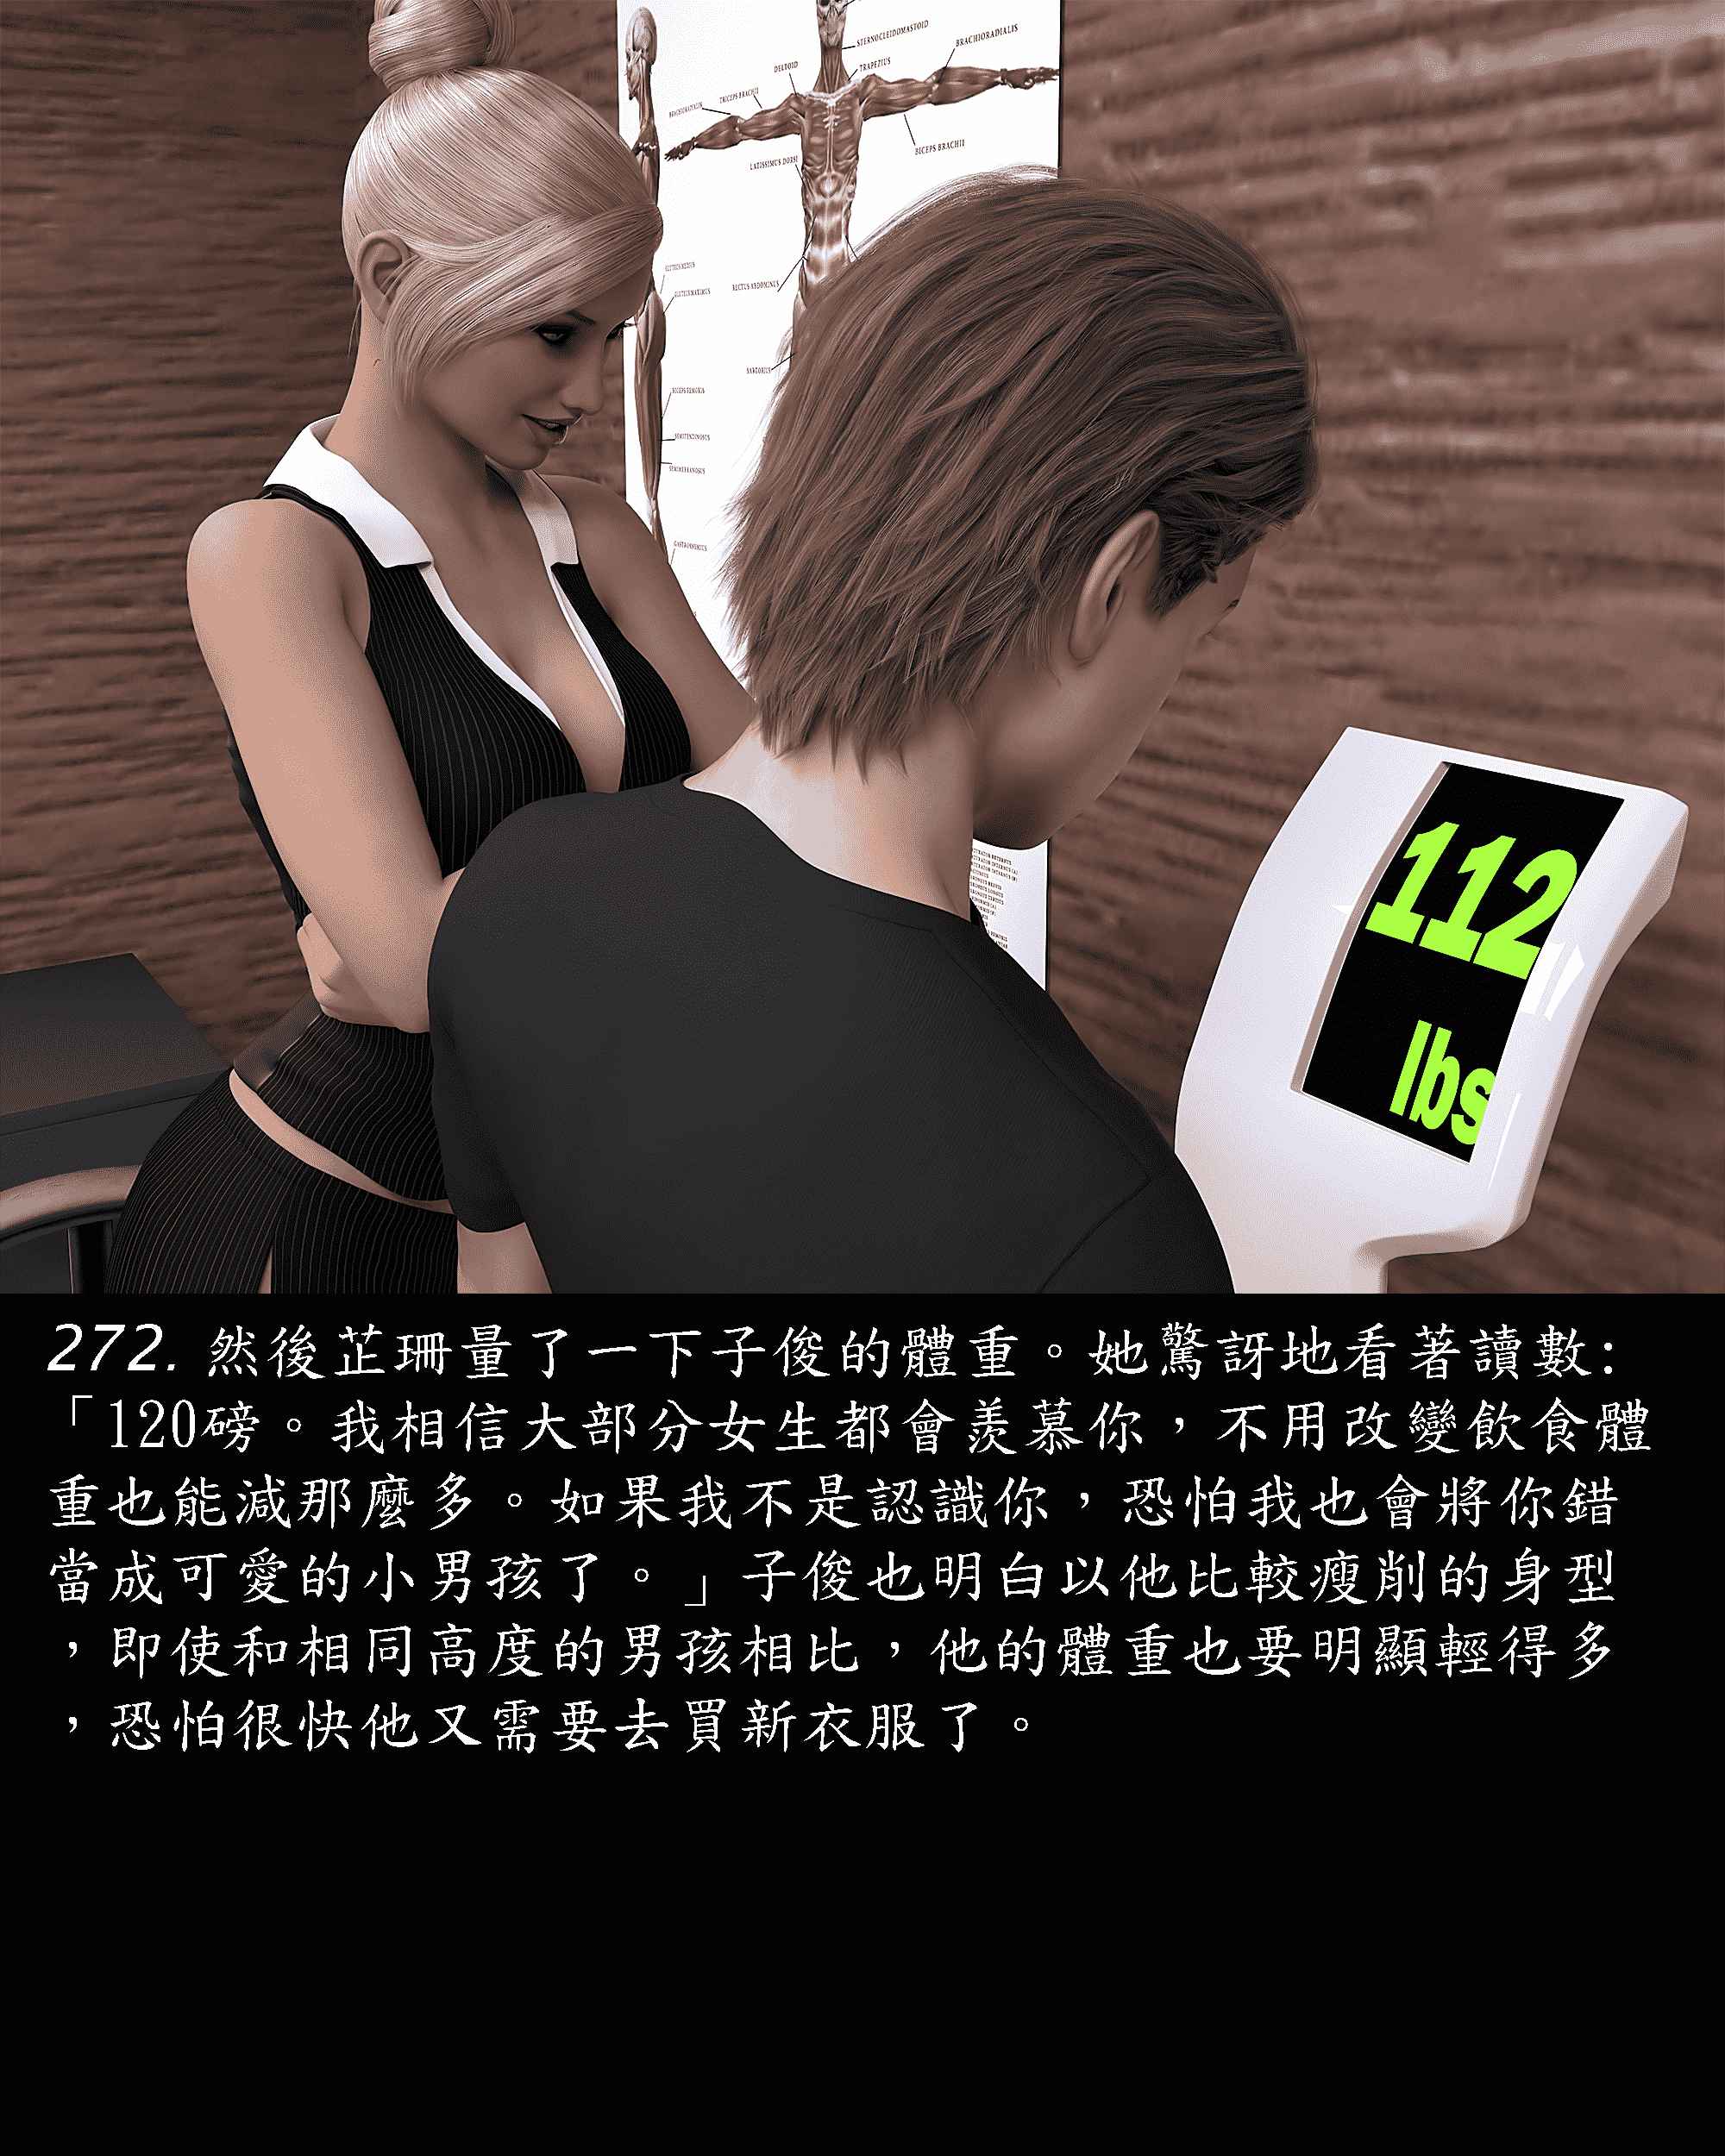 STERNOCLEIDOMASTOID
BRACHIORADIALIS
DELTOID
TRAPEZIUS
BRACHIORADIALIS
TRICEPS BRACHII
BICEPS BRACHII
LATISSIMUS DORSI
GLUTEUS MEDIUS
RECTUS ABDOMINUS
GLUTEUS MAXIMUS
SARTORIUS
BICEPS FEMORIS
SEMITENDINOSUS
SEMIMEBRANOSUS
GASTROSNEMIUS
112
lbs
272. 然後芷珊量了一下子俊的體重。她驚訝地看著讀數:
「120磅。我相信大部分女生都會羨慕你，不用改變飲食體
重也能減那麼多。如果我不是認識你，恐怕我也會將你錯
當成可愛的小男孩了。」子俊也明白以他比較瘦削的身型
，即使和相同高度的男孩相比，他的體重也要明顯輕得多
，恐怕很快他又需要去買新衣服了。